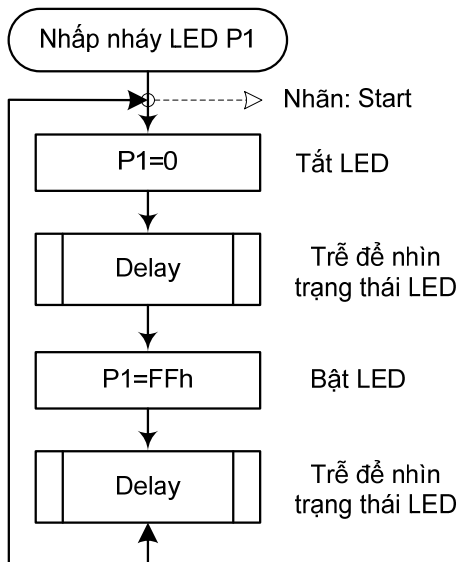 Nhấp nháy LED P1
Nhãn: Start
P1=0
Tắt LED
Delay
Trễ để nhìn
trạng thái LED
P1=FFh
Bật LED
Delay
Trễ để nhìn
trạng thái LED